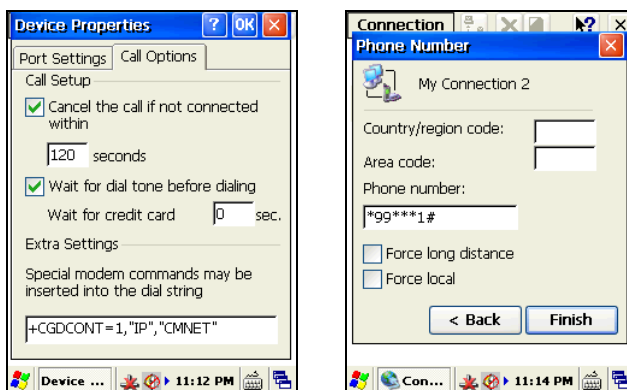 Device Properties ? OK
Port Settings Call Options
Call Setup
Cancel the call if not connected
within
120 seconds
Wait for dial tone before dialing
Wait for credit card 0 sec.
Extra Settings
Special modem commands may be
inserted into the dial string
+CGDCONT=1,"IP","CMNET"
Device ... 11:12 PM
Connection ? X
Phone Number
My Connection 2
Country/region code:
Area code:
Phone number:
*99***1#
Force long distance
Force local
< Back Finish
Con... 11:14 PM